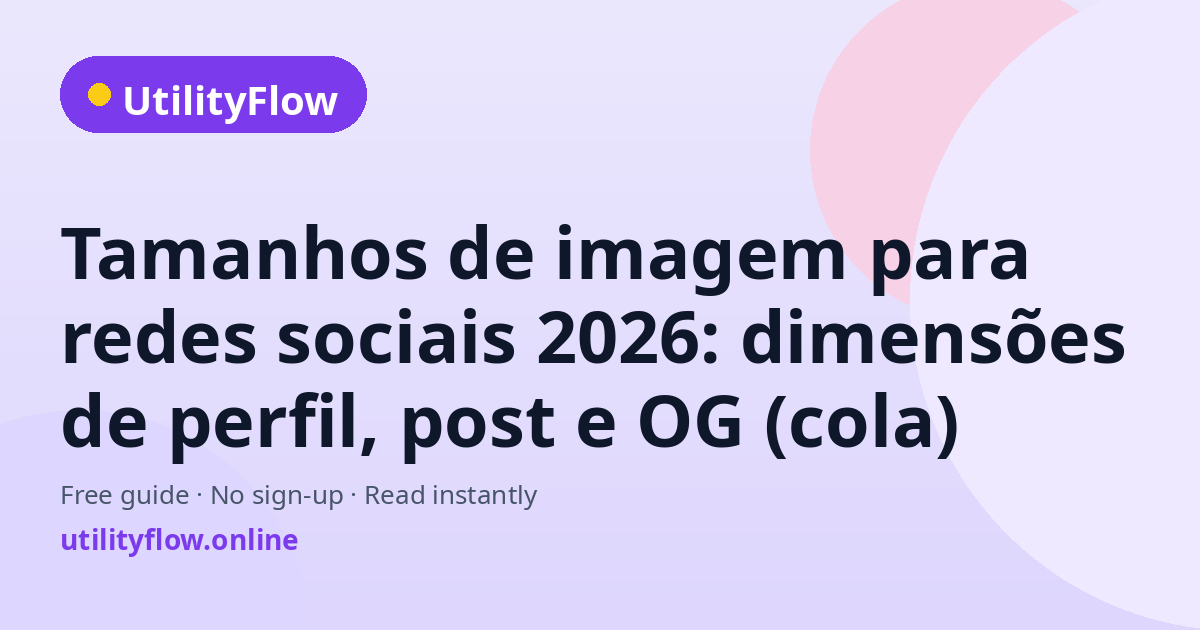 UtilityFlow
Tamanhos de imagem para
redes sociais 2026: dimensões
de perfil, post e OG (cola)
Free guide · No sign-up · Read instantly
utilityflow.online